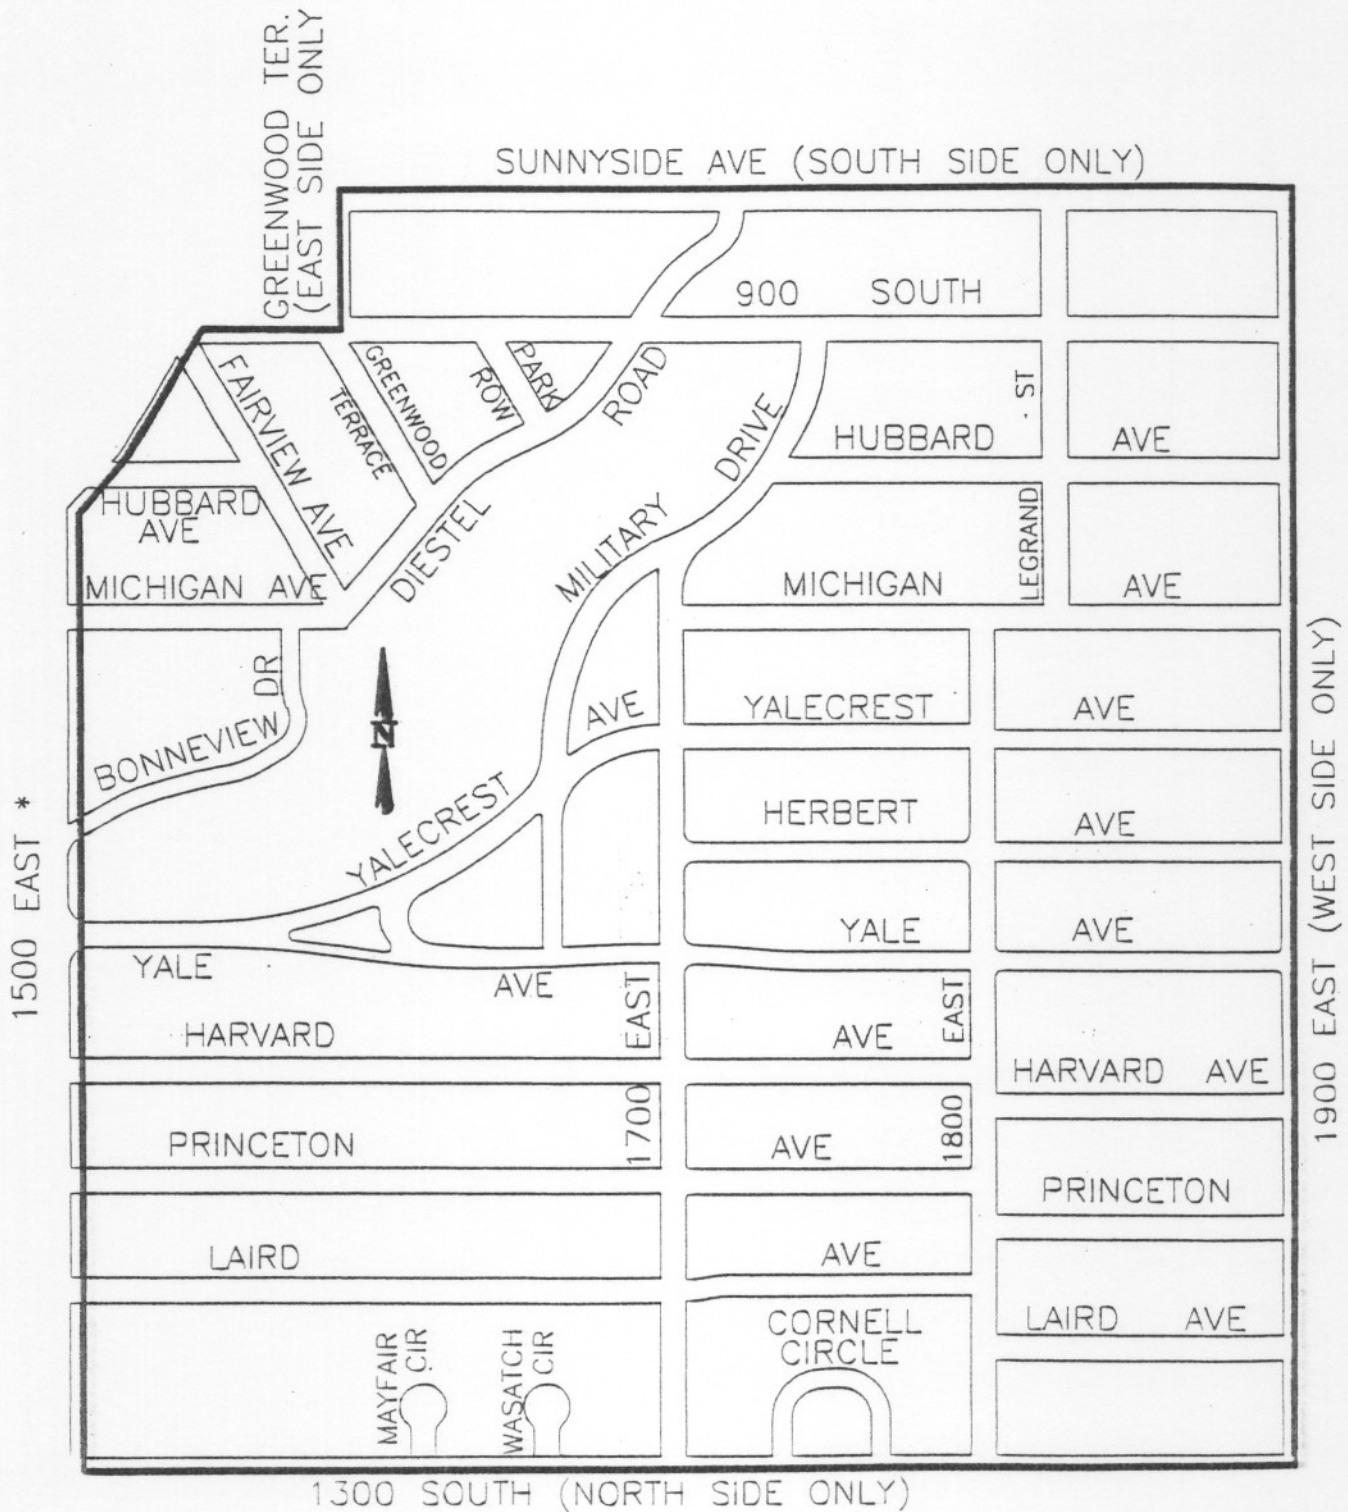 GREENWOOD TER.
(EAST SIDE ONLY
SUNNYSIDE AVE (SOUTH SIDE ONLY)
900 SOUTH
FAIRVIEW AVE
TERRACE
GREENWOOD
ROW
PARK
ROAD
DIESTEL
DRIVE
MILITARY
HUBBARD
ST
AVE
HUBBARD
AVE
MICHIGAN AVE
MICHIGAN
LEGRAND
AVE
DR
BONNEVIEW
N
AVE
YALECREST
AVE
YALECREST
HERBERT
AVE
YALE
AVE
YALE
AVE
HARVARD
EAST
AVE
EAST
HARVARD AVE
PRINCETON
1700
AVE
1800
PRINCETON
LAIRD
AVE
LAIRD AVE
MAYFAIR
CIR
WASATCH
CIR
CORNELL
CIRCLE
1500 EAST *
1900 EAST (WEST SIDE ONLY)
1300 SOUTH (NORTH SIDE ONLY)